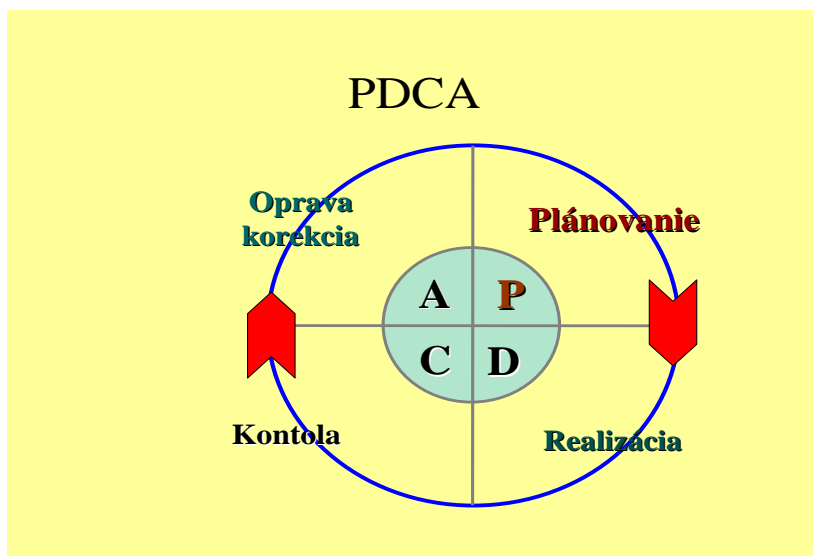 PDCA
Oprava
korekcia
Plánovanie
A P
C D
Kontola
Realizácia